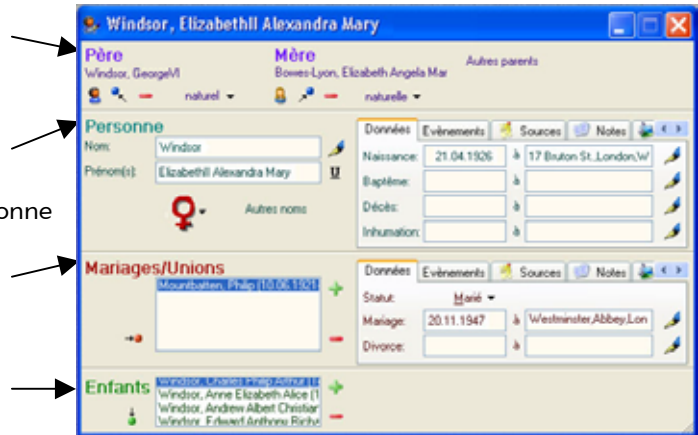 Windsor, ElizabethII Alexandra Mary
Père Mère Autres parents
Windsor, GeorgeVI Bowes-Lyon, Elizabeth Angela Mar
naturel naturelle
Personne
Données Evènements Sources Notes
Nom: Windsor
Naissance: 21.04.1926 à 17 Bruton St.,London,W
Prénom(s): ElizabethII Alexandra Mary U
Baptême: à
onne
Autres noms
Décès: à
Inhumation: à
Mariages/Unions
Données Evènements Sources Notes
Mountbatten, Philip (10.06.1921
Statut: Marié
Mariage: 20.11.1947 à Westminster,Abbey,Lon
Divorce: à
Enfants
Windsor, Charles Philip Arthur (1
Windsor, Anne Elizabeth Alice (1
Windsor, Andrew Albert Christian
Windsor, Edward Anthony Richa